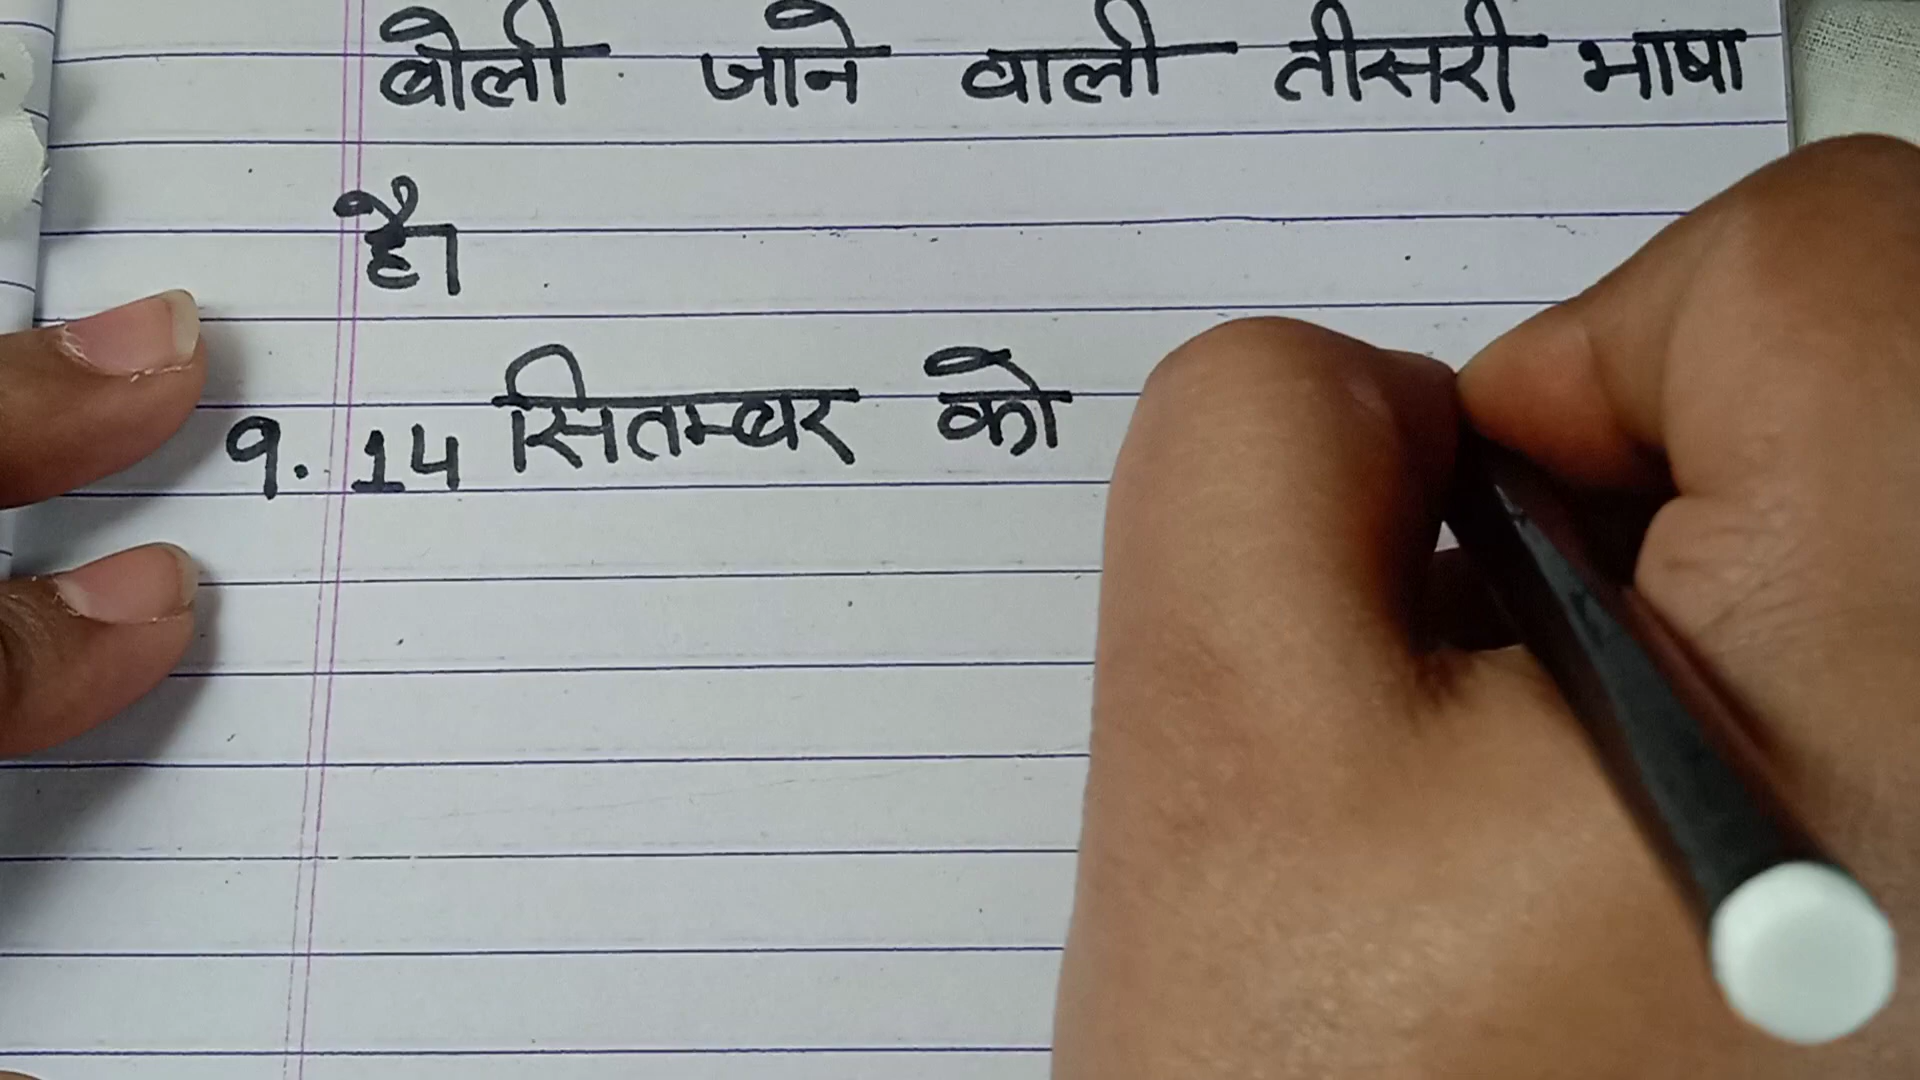 बोली जाने वाली तीसरी भाषा
है।
9. 14 सितम्बर को